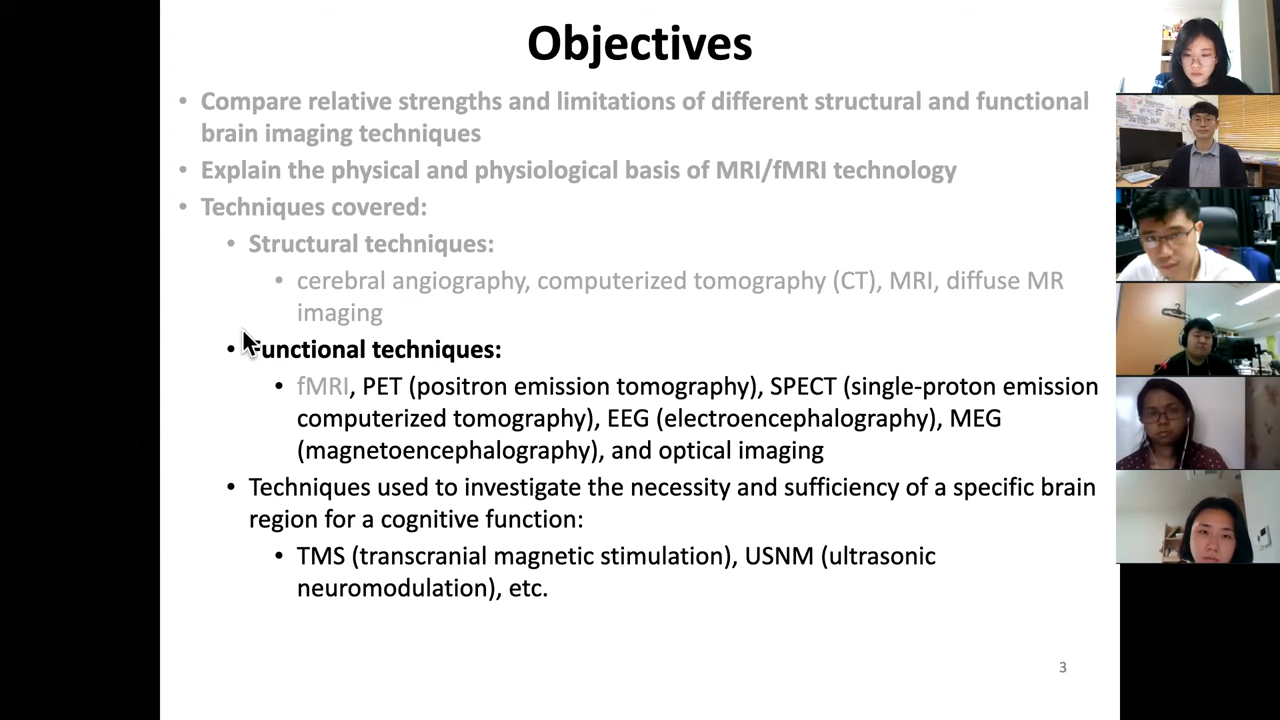 Objectives
• Compare relative strengths and limitations of different structural and functional
brain imaging techniques
• Explain the physical and physiological basis of MRI/fMRI technology
• Techniques covered:
• Structural techniques:
• cerebral angiography, computerized tomography (CT), MRI, diffuse MR
imaging
• Functional techniques:
• fMRI, PET (positron emission tomography), SPECT (single-proton emission
computerized tomography), EEG (electroencephalography), MEG
(magnetoencephalography), and optical imaging
• Techniques used to investigate the necessity and sufficiency of a specific brain
region for a cognitive function:
• TMS (transcranial magnetic stimulation), USNM (ultrasonic
neuromodulation), etc.
3